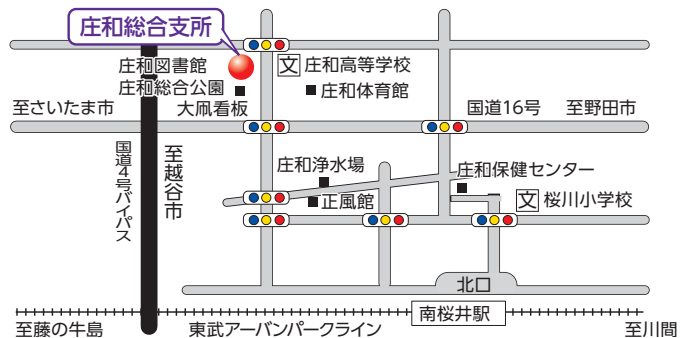 庄和総合支所
庄和図書館
文 庄和高等学校
庄和総合公園
庄和体育館
至さいたま市
大凧看板
国道16号
至野田市
国道4号バイパス
至越谷市
庄和浄水場
庄和保健センター
正風館
文 桜川小学校
北口
南桜井駅
至藤の牛島
東武アーバンパークライン
至川間